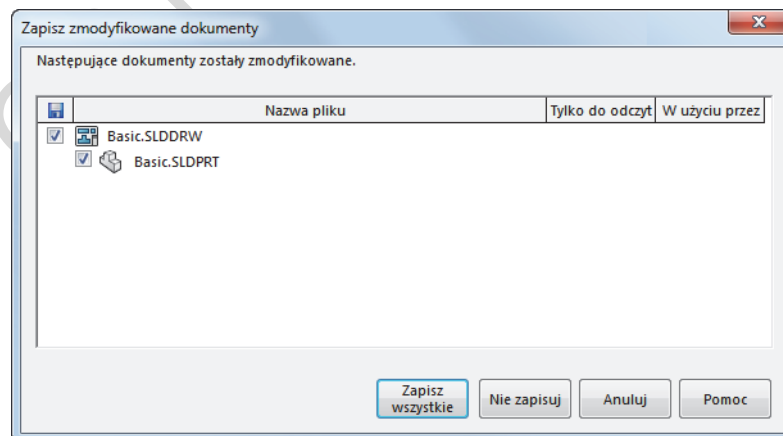 Zapisz zmodyfikowane dokumenty
Następujące dokumenty zostały zmodyfikowane.
Nazwa pliku Tylko do odczyt W użyciu przez
Basic.SLDDRW
Basic.SLDPRT
Zapisz
wszystkie
Nie zapisuj
Anuluj
Pomoc